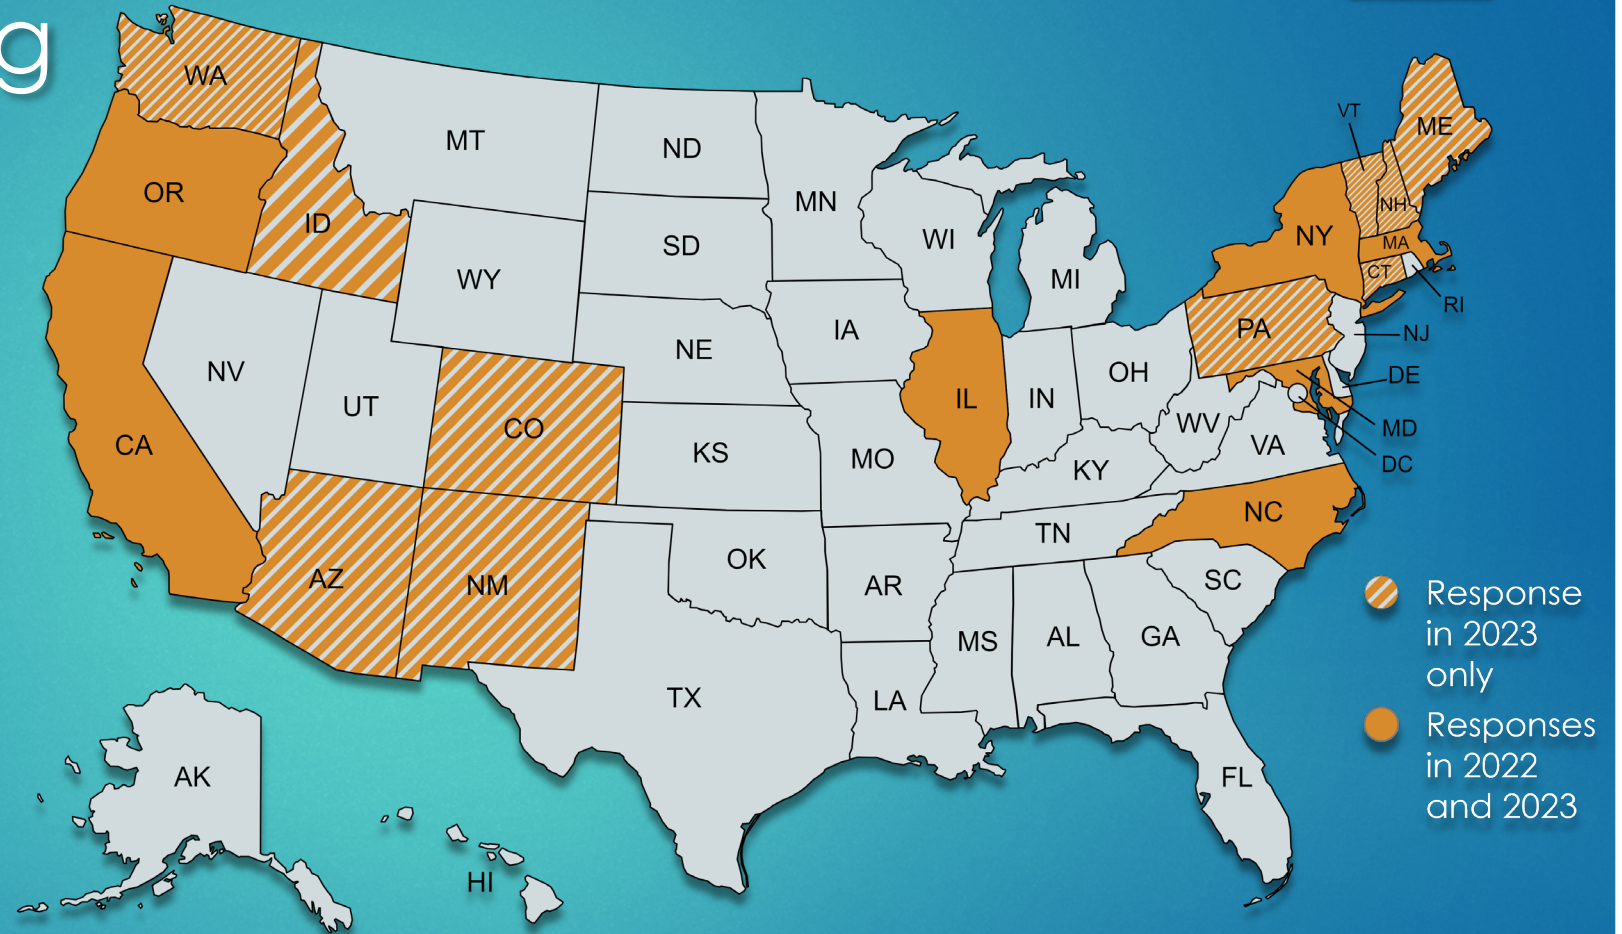 g
WA
MT
ND
MN
VT
ME
OR
ID
SD
WI
NH
NY
MA
WY
MI
CT
RI
IA
PA
NJ
NV
NE
OH
DE
UT
IL
IN
CO
MD
CA
KS
MO
WV
VA
DC
KY
NC
TN
AZ
NM
OK
AR
SC
MS
AL
GA
TX
LA
AK
FL
HI
Response
in 2023
only
Responses
in 2022
and 2023